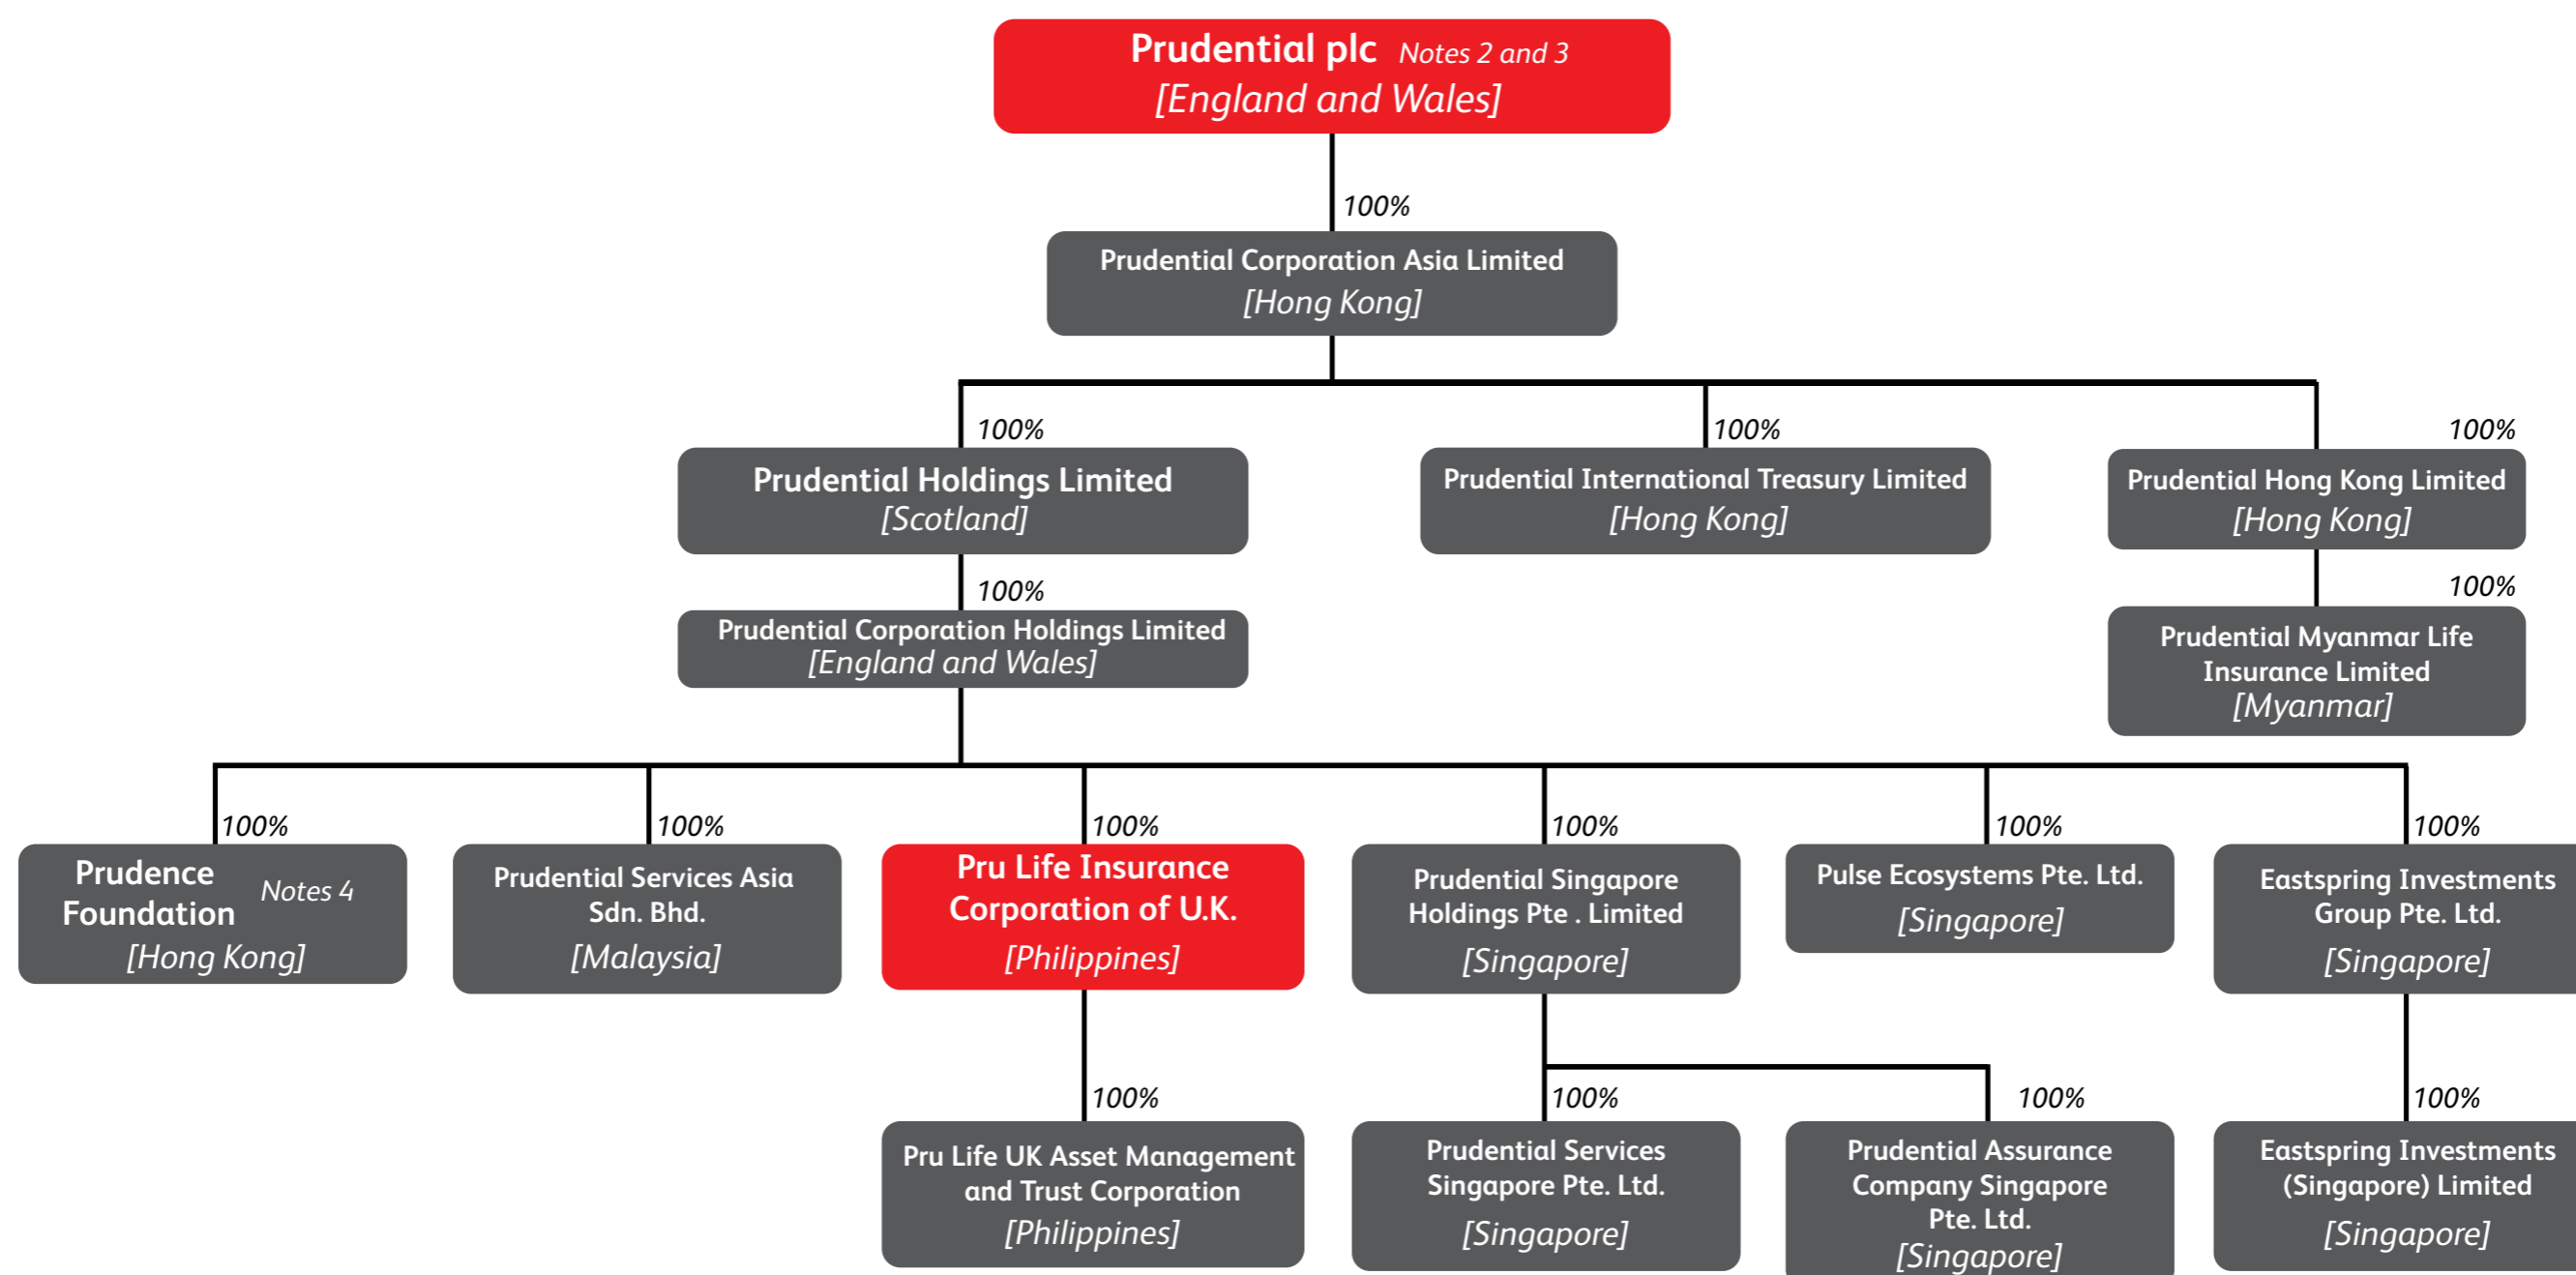 Prudential plc Notes 2 and 3
[England and Wales]
100%
Prudential Corporation Asia Limited
[Hong Kong]
100%
100%
100%
Prudential Holdings Limited
[Scotland]
Prudential International Treasury Limited
[Hong Kong]
Prudential Hong Kong Limited
[Hong Kong]
100%
100%
Prudential Corporation Holdings Limited
[England and Wales]
Prudential Myanmar Life
Insurance Limited
[Myanmar]
100%
100%
100%
100%
100%
100%
Prudence
Foundation
Notes 4
[Hong Kong]
Prudential Services Asia
Sdn. Bhd.
[Malaysia]
Pru Life Insurance
Corporation of U.K.
[Philippines]
Prudential Singapore
Holdings Pte . Limited
[Singapore]
Pulse Ecosystems Pte. Ltd.
[Singapore]
Eastspring Investments
Group Pte. Ltd.
[Singapore]
100%
100%
100%
100%
Pru Life UK Asset Management
and Trust Corporation
[Philippines]
Prudential Services
Singapore Pte. Ltd.
[Singapore]
Prudential Assurance
Company Singapore
Pte. Ltd.
[Singapore]
Eastspring Investments
(Singapore) Limited
[Singapore]